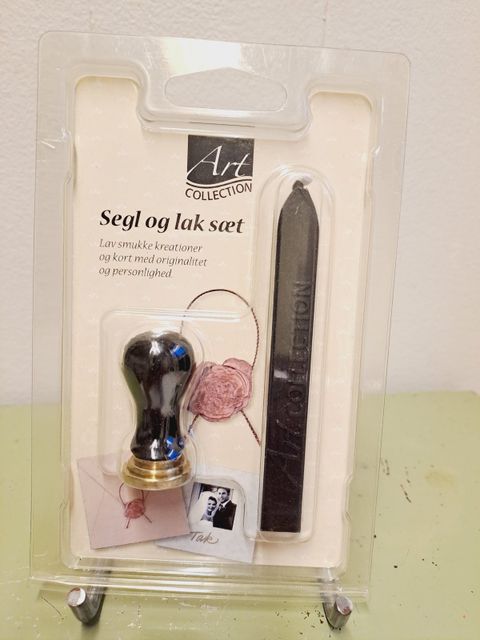 Art
COLLECTION
Segl og lak sæt
Lav smukke kreationer
og kort med originalitet
og personlighed.
Art COLLECTION
Tak